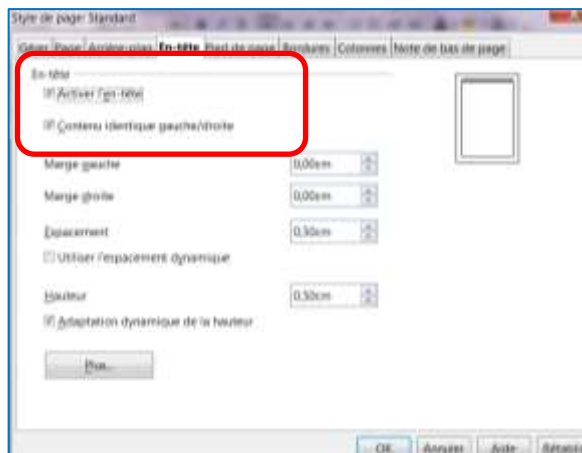 Style de page: Standard
Gérer Page Arrière-plan En-tête Pied de page Bordures Colonnes Note de bas de page
En-tête
Activer l'en-tête
Contenu identique gauche/droite
Marge gauche 0,00cm
Marge droite 0,00cm
Espacement 0,50cm
Utiliser l'espacement dynamique
Hauteur 0,50cm
Adaptation dynamique de la hauteur
Plus...
OK Annuler Aide Rétablir